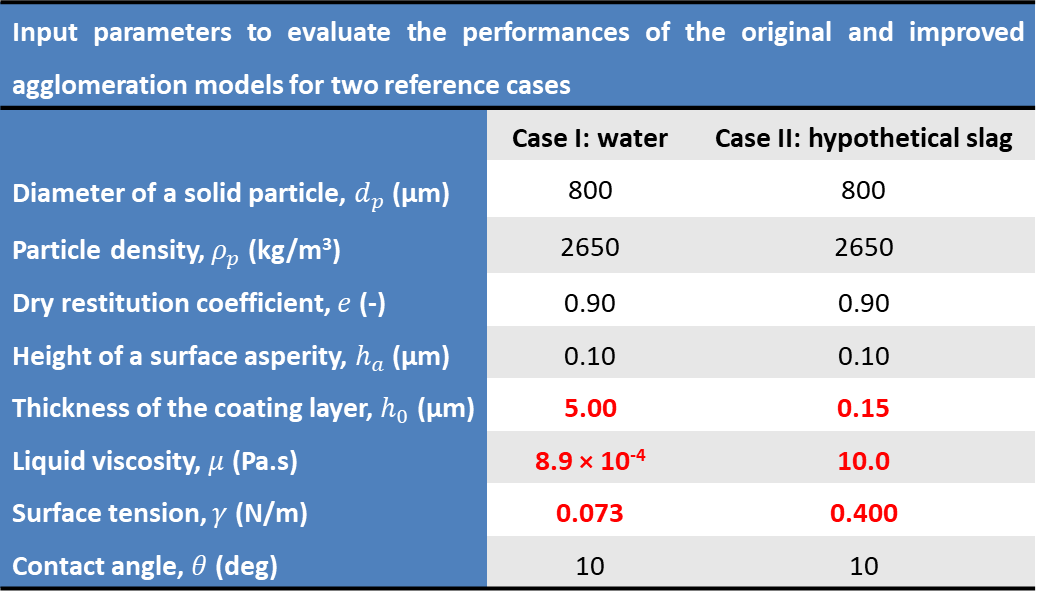 Input parameters to evaluate the performances of the original and improved
agglomeration models for two reference cases
Case I: water Case II: hypothetical slag
Diameter of a solid particle, dₚ (μm) 800 800
Particle density, ρₚ (kg/m³) 2650 2650
Dry restitution coefficient, e (-) 0.90 0.90
Height of a surface asperity, hₐ (μm) 0.10 0.10
Thickness of the coating layer, h₀ (μm) 5.00 0.15
Liquid viscosity, μ (Pa.s) 8.9 × 10⁻⁴ 10.0
Surface tension, γ (N/m) 0.073 0.400
Contact angle, θ (deg) 10 10